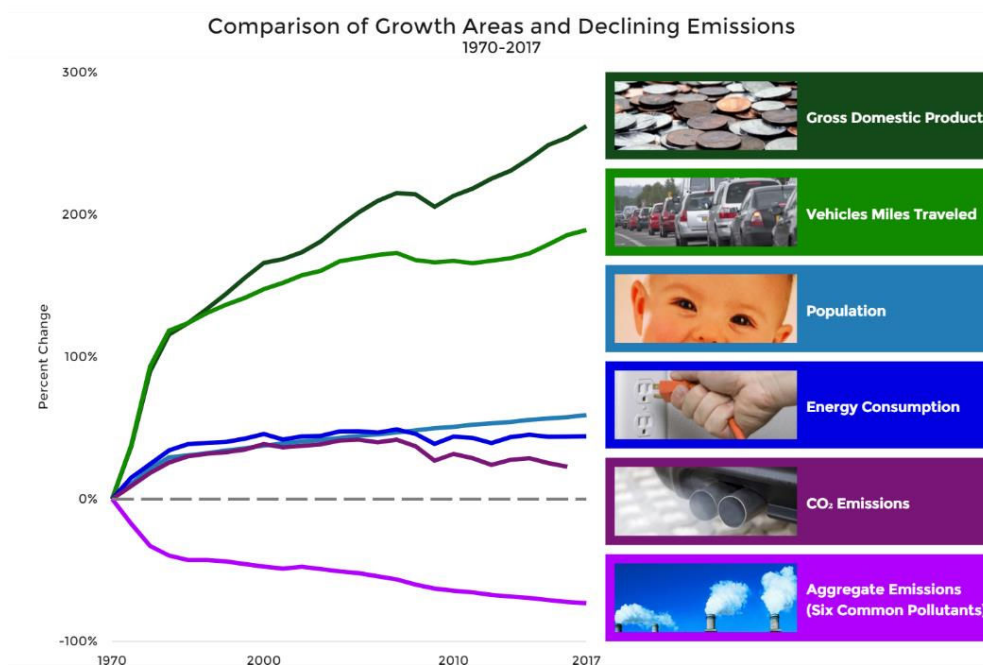 Comparison of Growth Areas and Declining Emissions
1970-2017
300%
200%
100%
0%
-100%
Percent Change
1970
2000
2010
2017
Gross Domestic Product
Vehicles Miles Traveled
Population
Energy Consumption
CO₂ Emissions
Aggregate Emissions
(Six Common Pollutants)